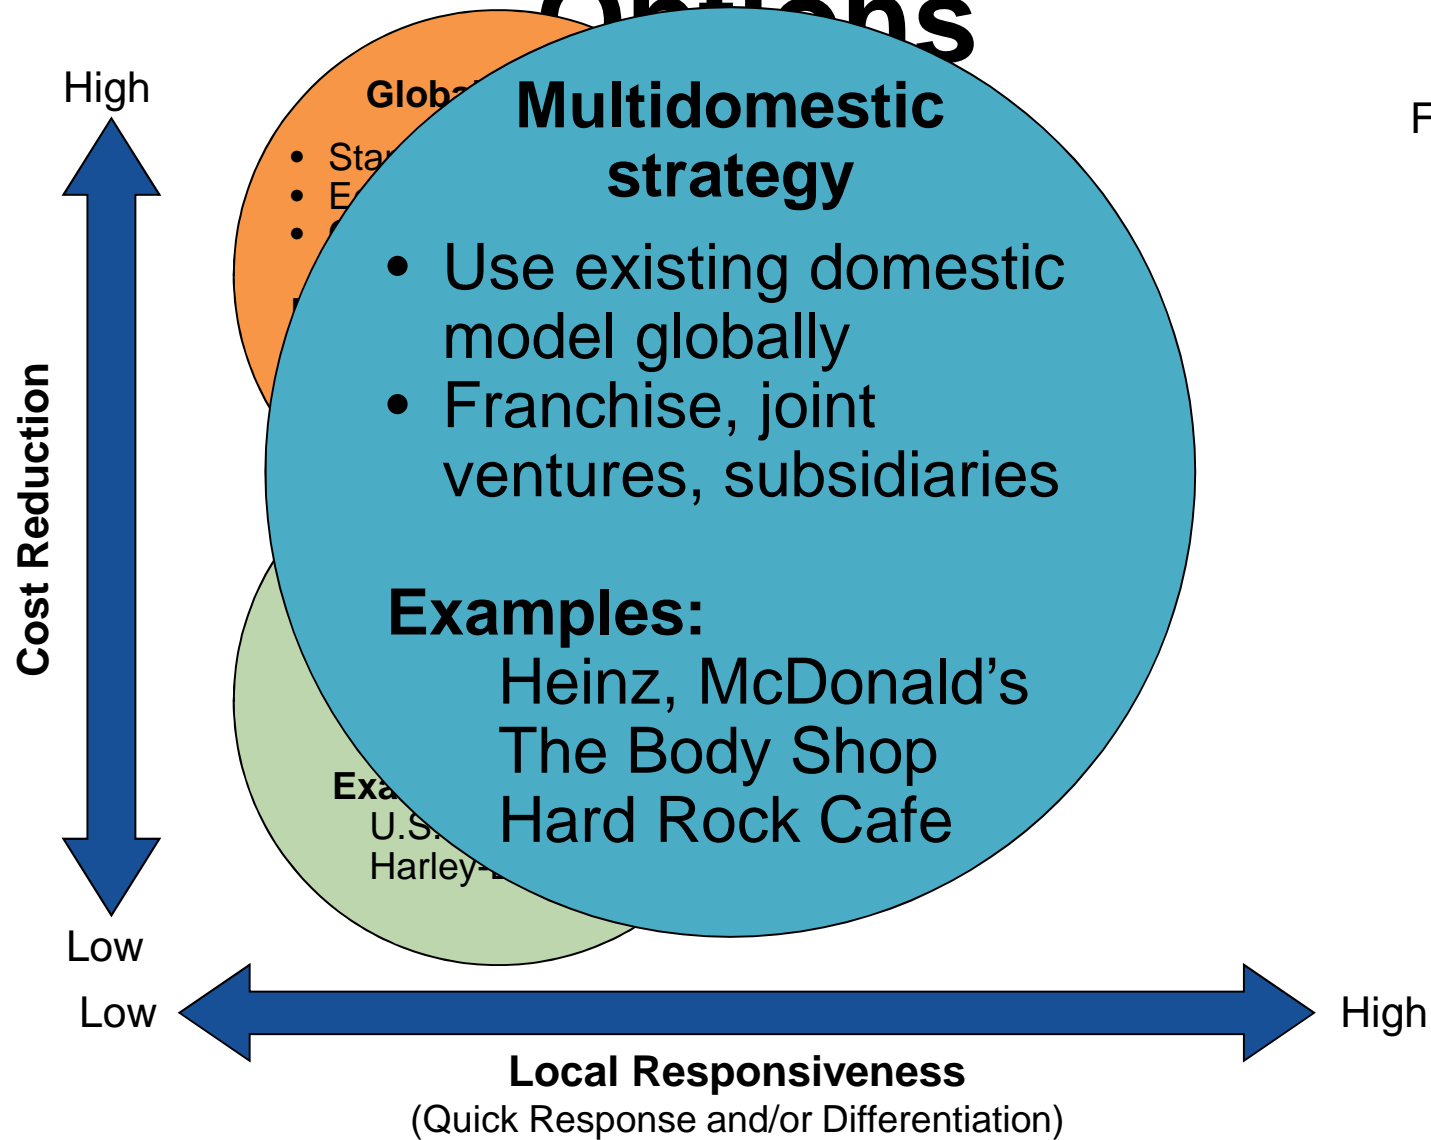 Options
High
Multidomestic
strategy
• Use existing domestic
model globally
• Franchise, joint
ventures, subsidiaries
Examples:
Heinz, McDonald’s
The Body Shop
Hard Rock Cafe
U.S.
Cost Reduction
Low
Low
High
Local Responsiveness
(Quick Response and/or Differentiation)